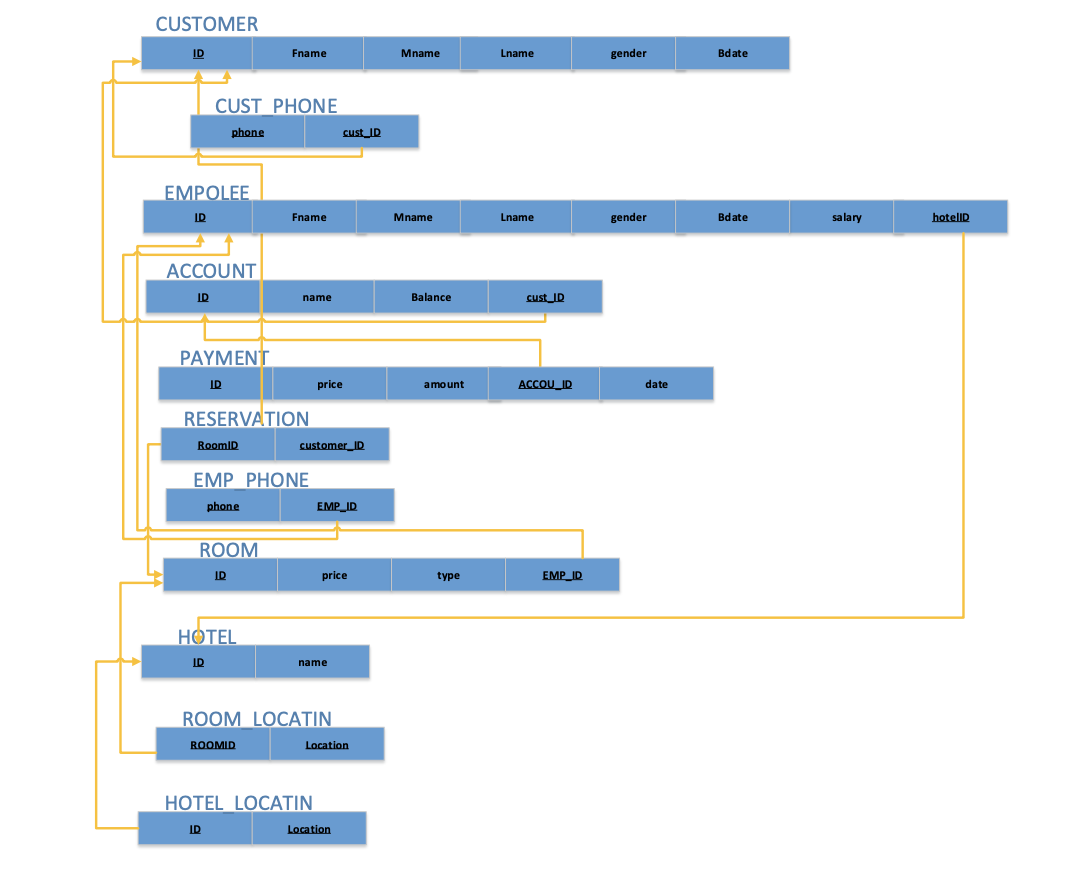 CUSTOMER
ID Fname Mname Lname gender Bdate
CUST_PHONE
phone cust_ID
EMPOLEE
ID Fname Mname Lname gender Bdate salary hotelID
ACCOUNT
ID name Balance cust_ID
PAYMENT
ID price amount ACCOU_ID date
RESERVATION
RoomID customer_ID
EMP_PHONE
phone EMP_ID
ROOM
ID price type EMP_ID
HOTEL
ID name
ROOM_LOCATIN
ROOMID Location
HOTEL_LOCATIN
ID Location